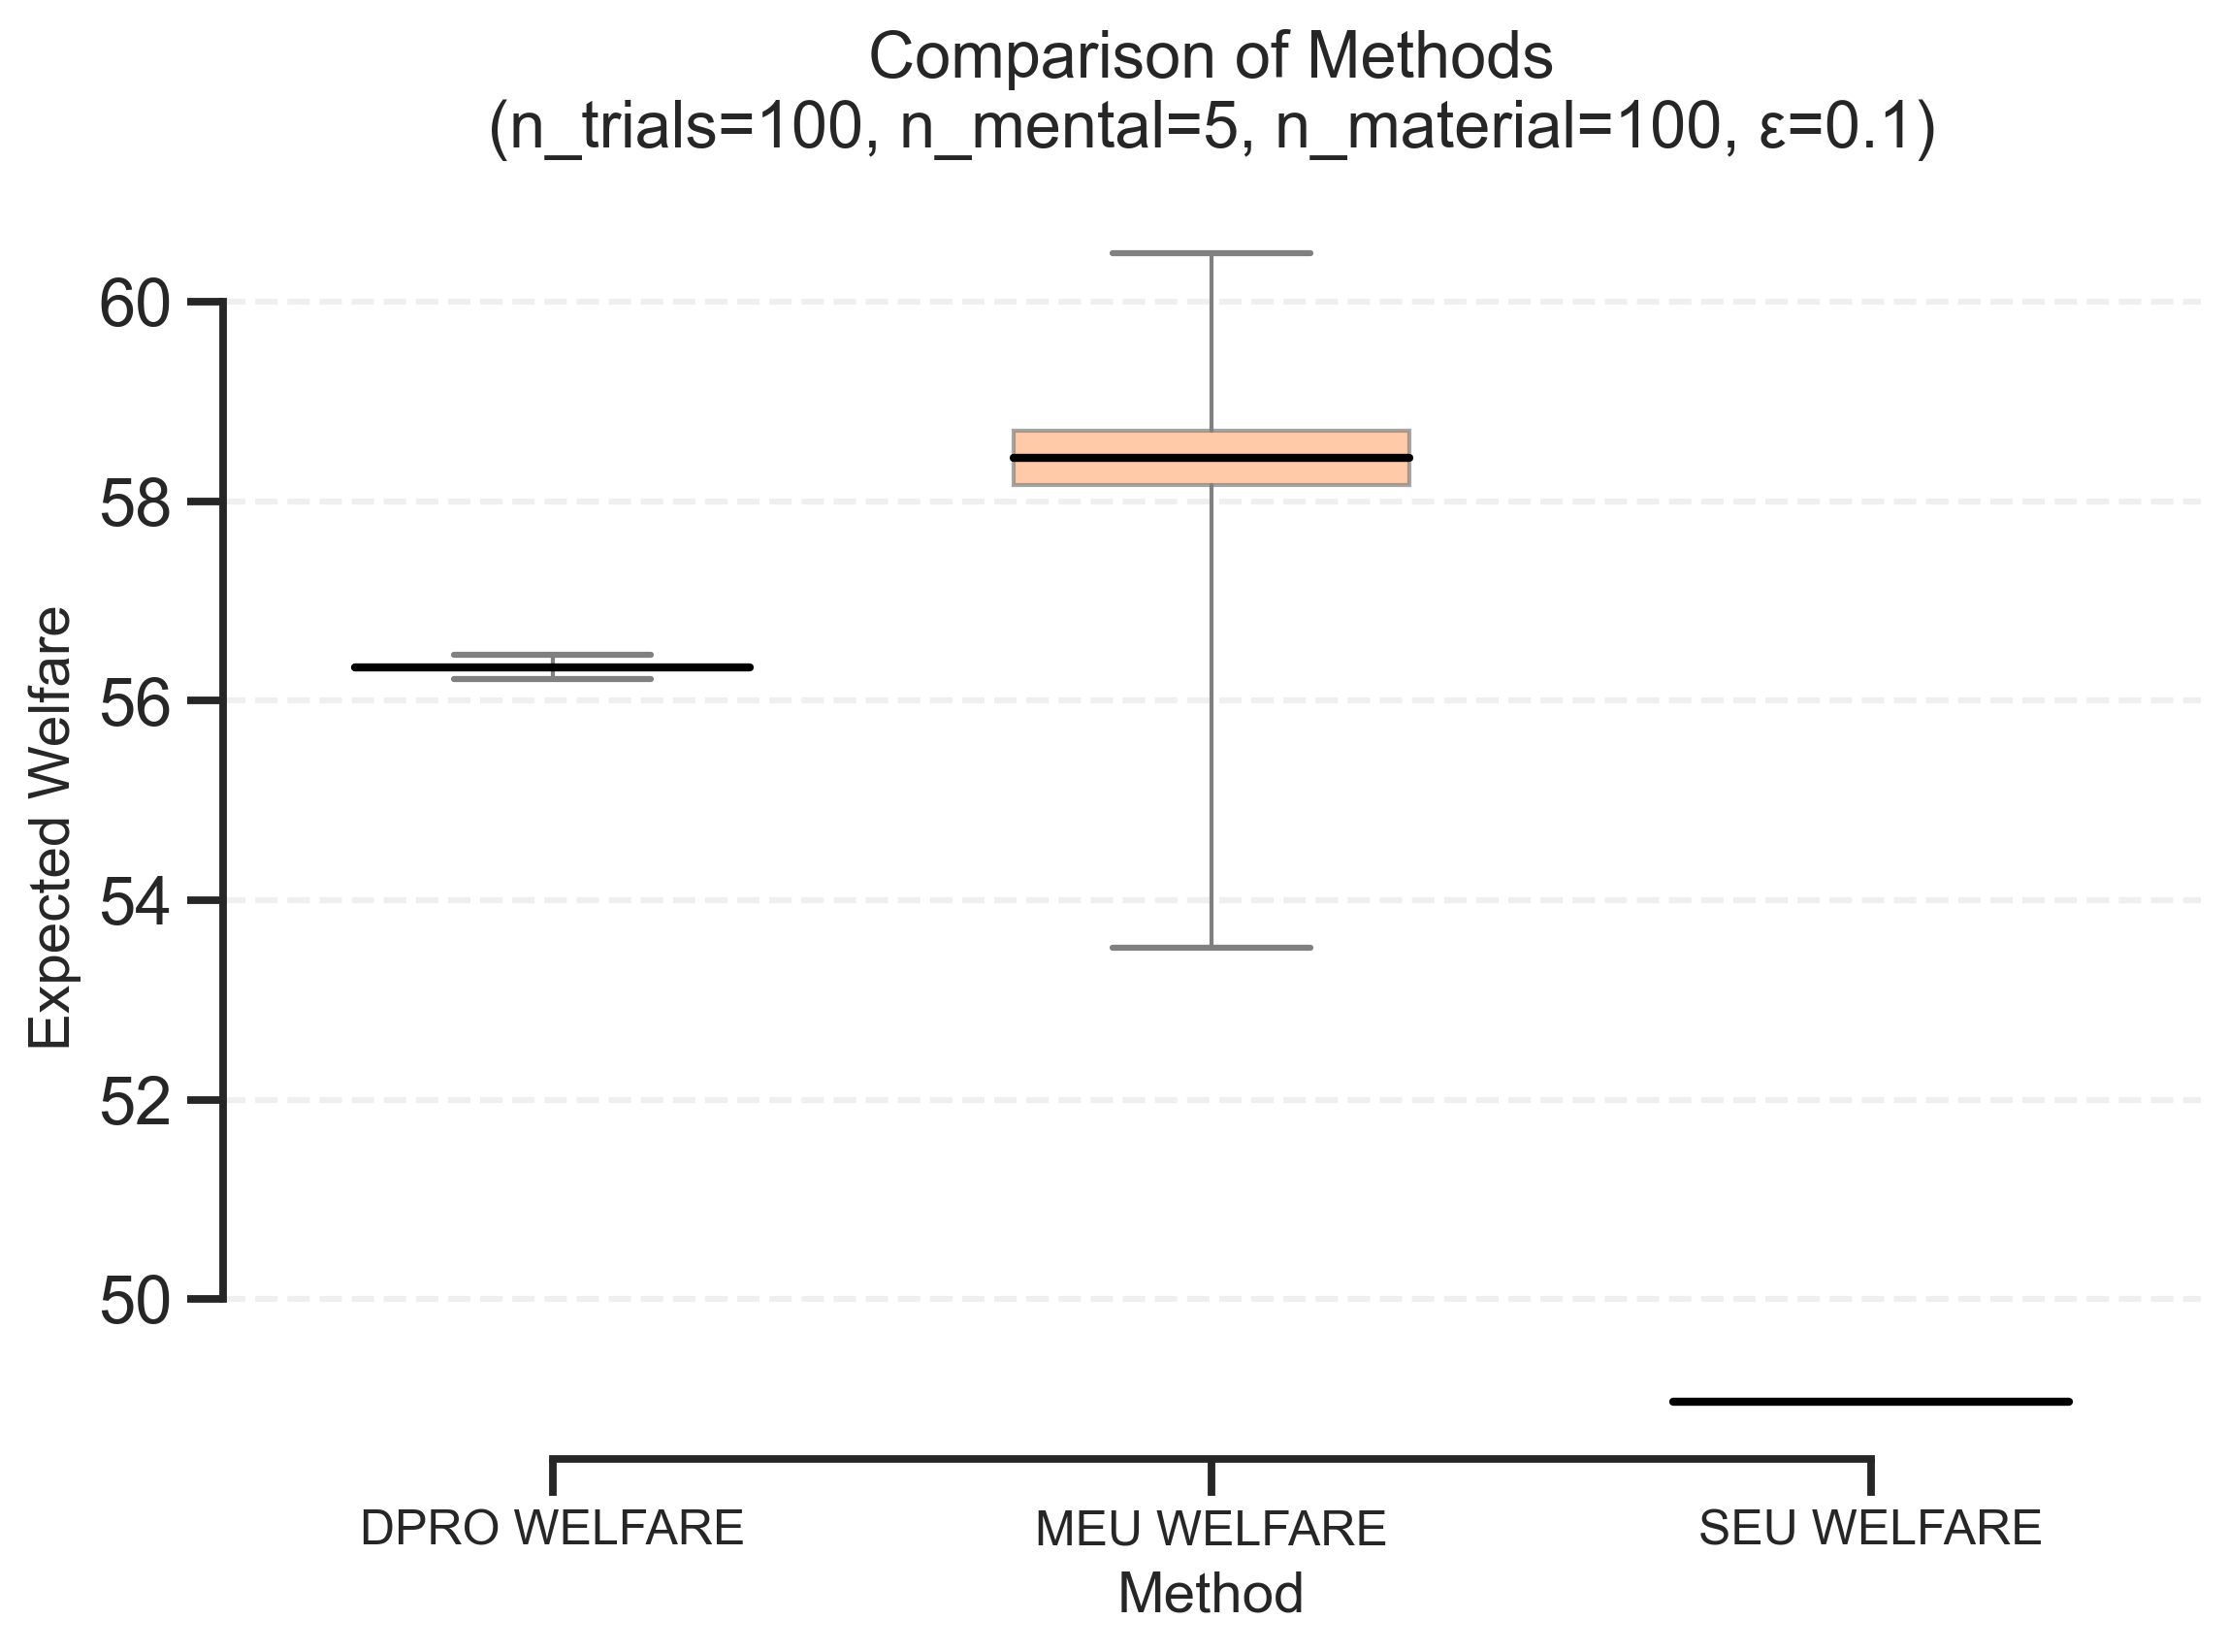 Comparison of Methods
(n_trials=100, n_mental=5, n_material=100, ε=0.1)
60
58
56
54
52
50
Expected Welfare
DPRO WELFARE
MEU WELFARE
SEU WELFARE
Method